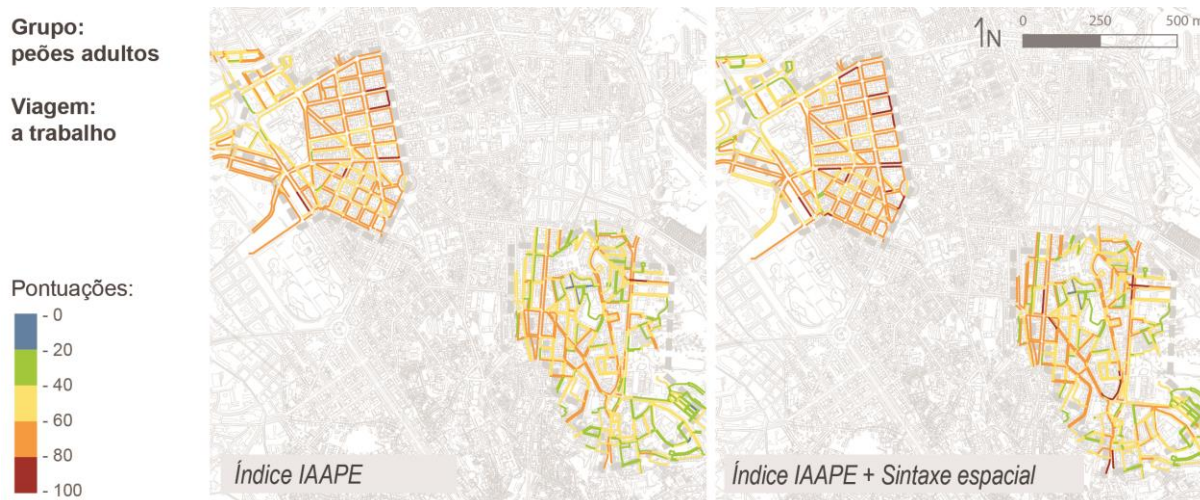 Grupo:
peões adultos
Viagem:
a trabalho
Pontuações:
- 0
- 20
- 40
- 60
- 80
- 100
Índice IAAPE
1N
0 250 500 m
Índice IAAPE + Sintaxe espacial